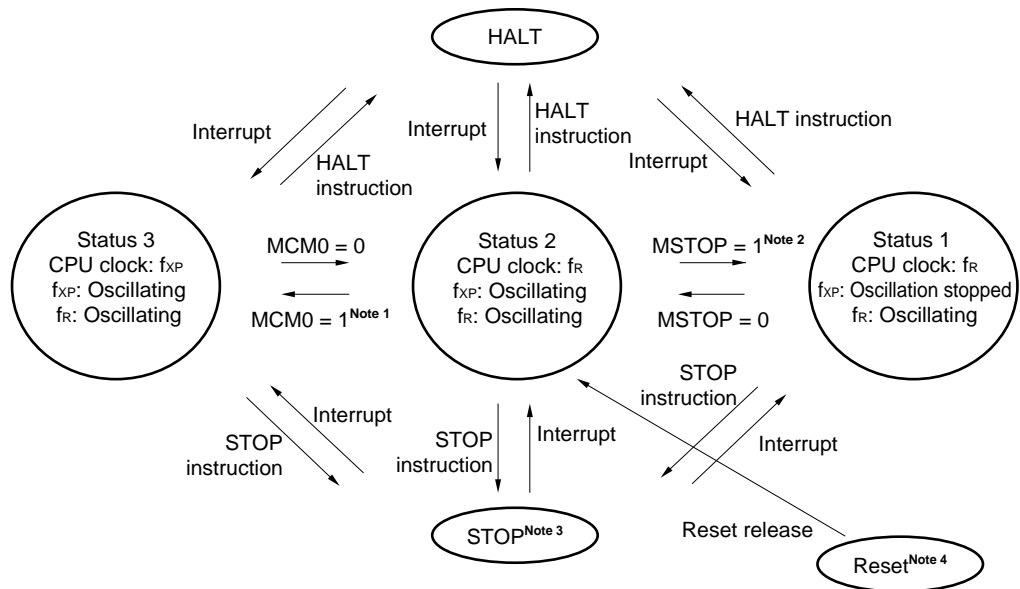 HALT
Interrupt
HALT
instruction
Interrupt
HALT
instruction
Interrupt
HALT instruction
Status 3
CPU clock: fXP
fXP: Oscillating
fR: Oscillating
MCM0 = 0
MCM0 = 1Note 1
Status 2
CPU clock: fR
fXP: Oscillating
fR: Oscillating
MSTOP = 1Note 2
MSTOP = 0
Status 1
CPU clock: fR
fXP: Oscillation stopped
fR: Oscillating
STOP
instruction
Interrupt
STOP
instruction
Interrupt
STOP
instruction
Interrupt
STOPNote 3
Reset release
ResetNote 4